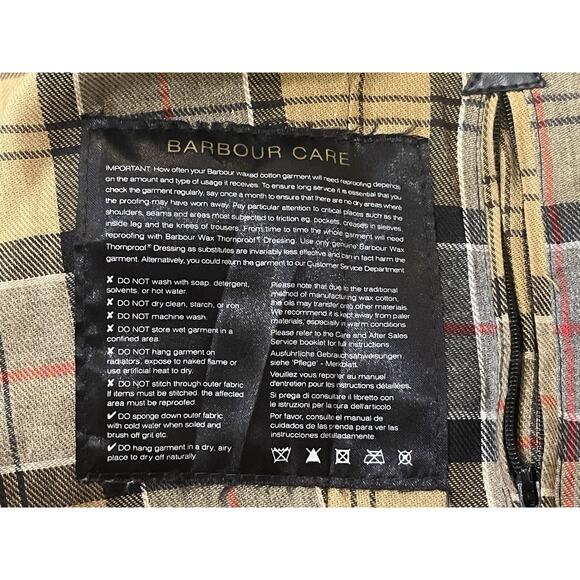 BARBOUR CARE
IMPORTANT: How often your Barbour waxed cotton garment will need reproofing depends
on the amount and type of usage it receives. To ensure long service it is essential that you
check the garment regularly, say once a month to ensure that there are no dry areas where
the proofing may have worn away. Pay particular attention to critical places such as the
shoulders, seams and areas most subjected to friction eg. pockets, creases in sleeves,
inside leg and the knees of trousers. From time to time the whole garment will need
reproofing with Barbour Wax Thornproof® Dressing. Use only genuine Barbour Wax
Thornproof® Dressing as substitutes are invariably less effective and can in fact harm the
garment. Alternatively, you could return the garment to our Customer Service Department
✘ DO NOT wash with soap, detergent,
solvents, or hot water.
✘ DO NOT dry clean, starch, or iron
✘ DO NOT machine wash.
✘ DO NOT store wet garment in a
confined area.
✘ DO NOT hang garment on
radiators, expose to naked flame or
use artificial heat to dry.
✘ DO NOT stitch through outer fabric
If items must be stitched, the affected
area must be reproofed
✔ DO sponge down outer fabric
with cold water when soiled and
brush off grit etc.
✔ DO hang garment in a dry, airy
place to dry off naturally.
Please note that due to the traditional
method of manufacturing wax cotton,
the oils may transfer onto other materials.
We recommend it is kept away from paler
materials, especially in warm conditions.
Please refer to the Care and After Sales
Service booklet for full instructions.
Ausführliche Gebrauchsanweisungen
siehe 'Pflege' - Merkblatt.
Veuillez vous reporter au manuel
d'entretien pour les instructions détaillées.
Si prega di consultare il libretto con
le istruzioni per la cura dell'articolo
Por favor, consulte el manual de
cuidados de las prenda para ver las
instrucciones detalladamente.